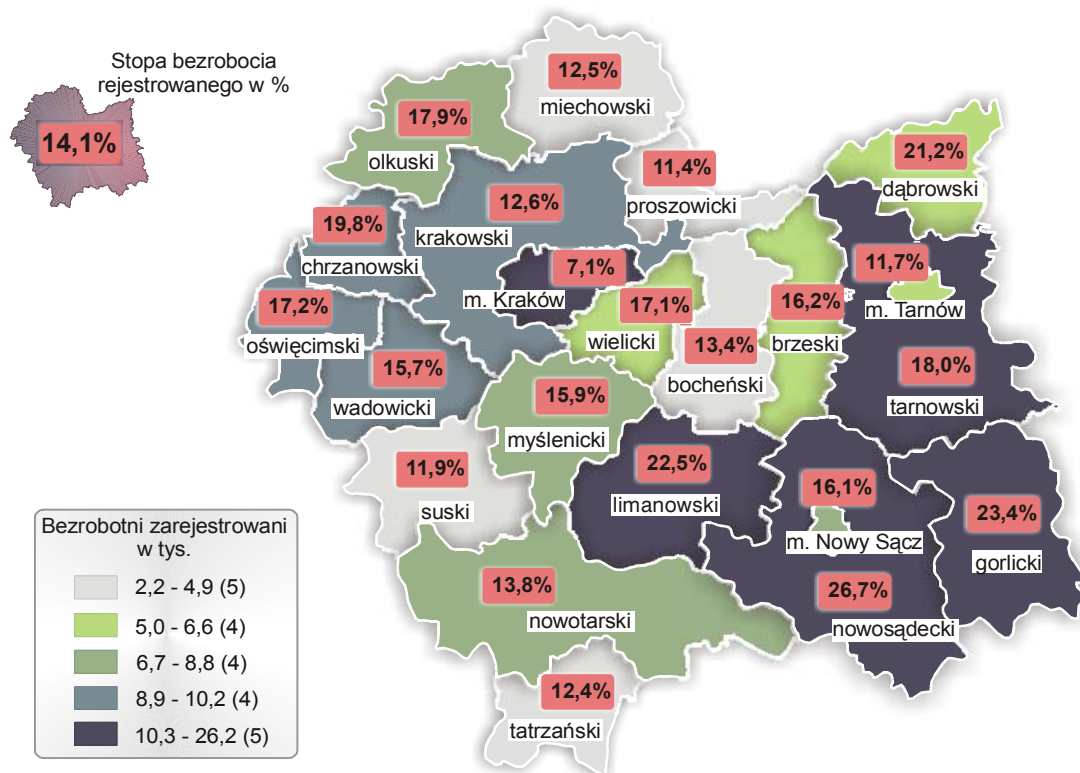 Stopa bezrobocia
rejestrowanego w %
14,1%
12,5%
miechowski
17,9%
olkuski
11,4%
proszowicki
21,2%
dąbrowski
12,6%
krakowski
19,8%
chrzanowski
7,1%
m. Kraków
11,7%
m. Tarnów
17,2%
oświęcimski
17,1%
wielicki
16,2%
brzeski
13,4%
bocheński
15,7%
wadowicki
18,0%
tarnowski
15,9%
myślenicki
11,9%
suski
22,5%
limanowski
16,1%
m. Nowy Sącz
23,4%
gorlicki
13,8%
nowotarski
26,7%
nowosądecki
12,4%
tatrzański
Bezrobotni zarejestrowani
w tys.
2,2 - 4,9 (5)
5,0 - 6,6 (4)
6,7 - 8,8 (4)
8,9 - 10,2 (4)
10,3 - 26,2 (5)